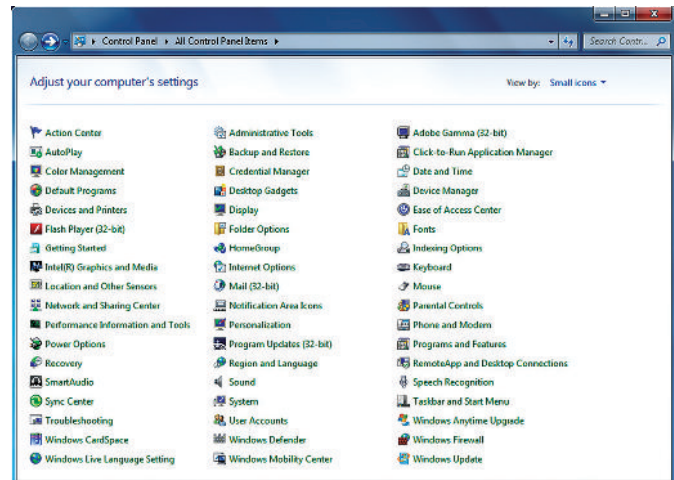 Control Panel All Control Panel Items Search Contr...
Adjust your computer's settings View by: Small icons
Action Center Administrative Tools Adobe Gamma (32-bit)
AutoPlay Backup and Restore Click-to-Run Application Manager
Color Management Credential Manager Date and Time
Default Programs Desktop Gadgets Device Manager
Devices and Printers Display Ease of Access Center
Flash Player (32-bit) Folder Options Fonts
Getting Started HomeGroup Indexing Options
Intel(R) Graphics and Media Internet Options Keyboard
Location and Other Sensors Mail (32-bit) Mouse
Network and Sharing Center Notification Area Icons Parental Controls
Performance Information and Tools Personalization Phone and Modem
Power Options Program Updates (32-bit) Programs and Features
Recovery Region and Language RemoteApp and Desktop Connections
SmartAudio Sound Speech Recognition
Sync Center System Taskbar and Start Menu
Troubleshooting User Accounts Windows Anytime Upgrade
Windows CardSpace Windows Defender Windows Firewall
Windows Live Language Setting Windows Mobility Center Windows Update